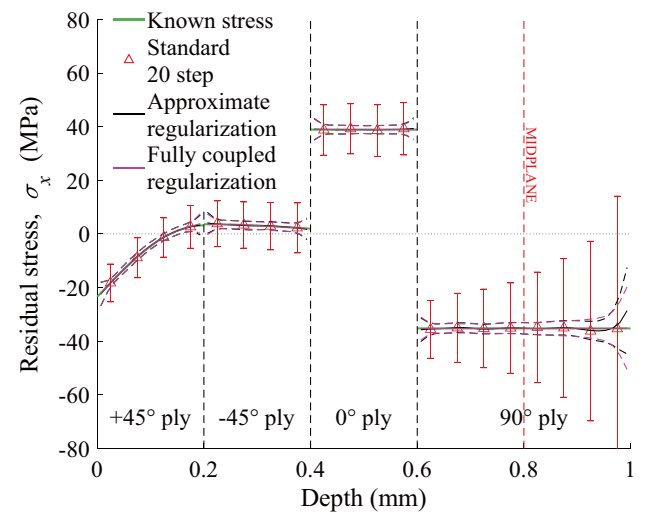 80
60
40
20
0
-20
-40
-60
-80
Residual stress, σx (MPa)
Known stress
Standard
20 step
Approximate
regularization
Fully coupled
regularization
MIDPLANE
+45° ply
-45° ply
0° ply
90° ply
0
0.2
0.4
0.6
0.8
1
Depth (mm)